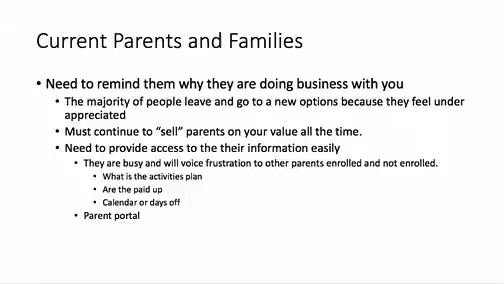 Current Parents and Families
• Need to remind them why they are doing business with you
• The majority of people leave and go to a new options because they feel under
appreciated
• Must continue to “sell” parents on your value all the time.
• Need to provide access to the their information easily
• They are busy and will voice frustration to other parents enrolled and not enrolled.
• What is the activities plan
• Are the paid up
• Calendar or days off
• Parent portal